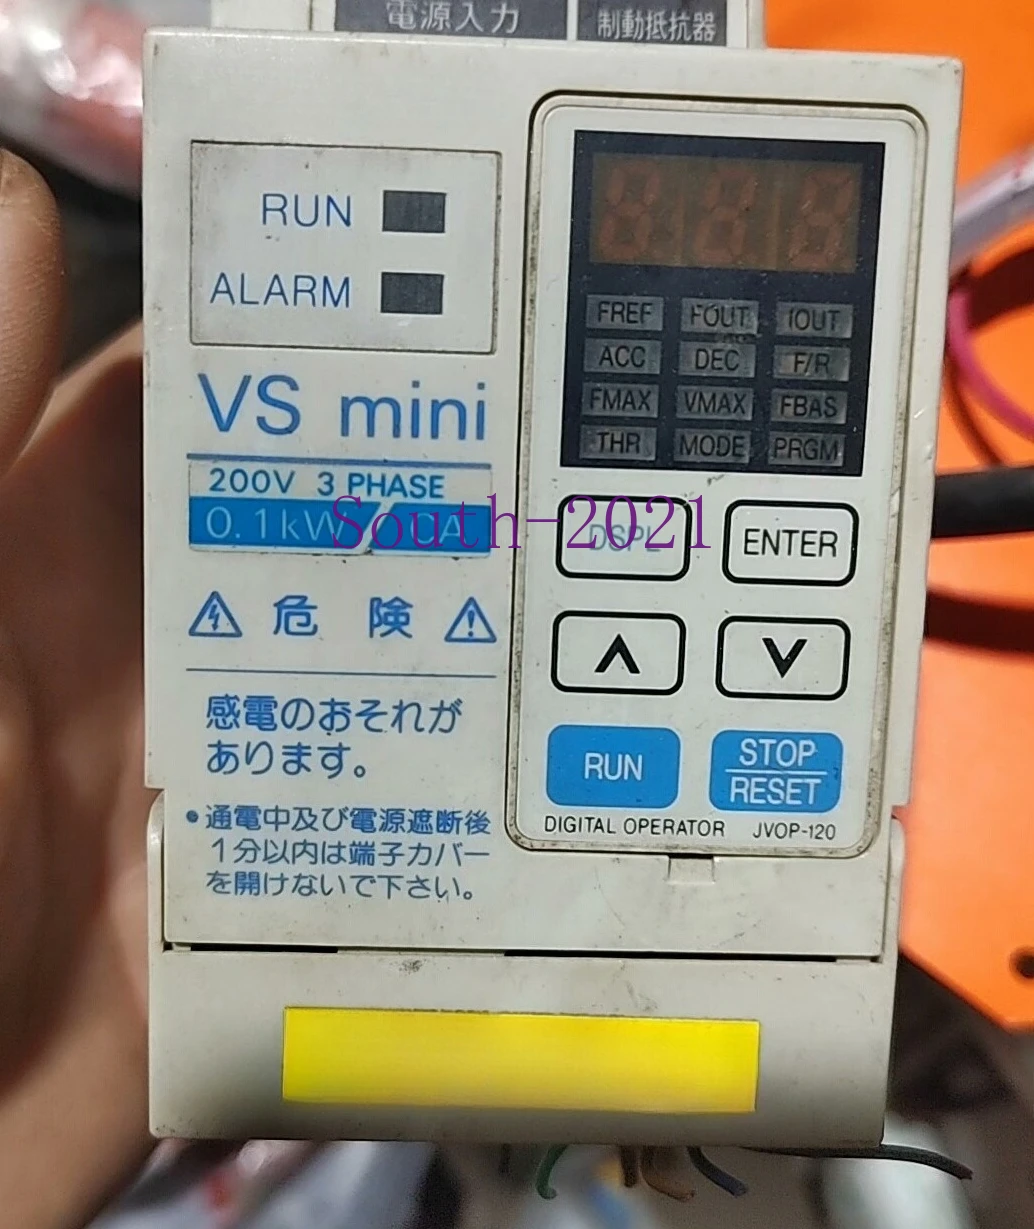 電源入力
制動抵抗器
RUN
ALARM
VS mini
200V 3 PHASE
0.1kW
危 険
感電のおそれが
あります。
•通電中及び電源遮断後
1分以内は端子カバー
を開けないで下さい。
FREF FOUT IOUT
ACC DEC F/R
FMAX VMAX FBAS
THR MODE PRGM
DSPL ENTER
∧ ∨
RUN STOP
RESET
DIGITAL OPERATOR JVOP-120
South-2021